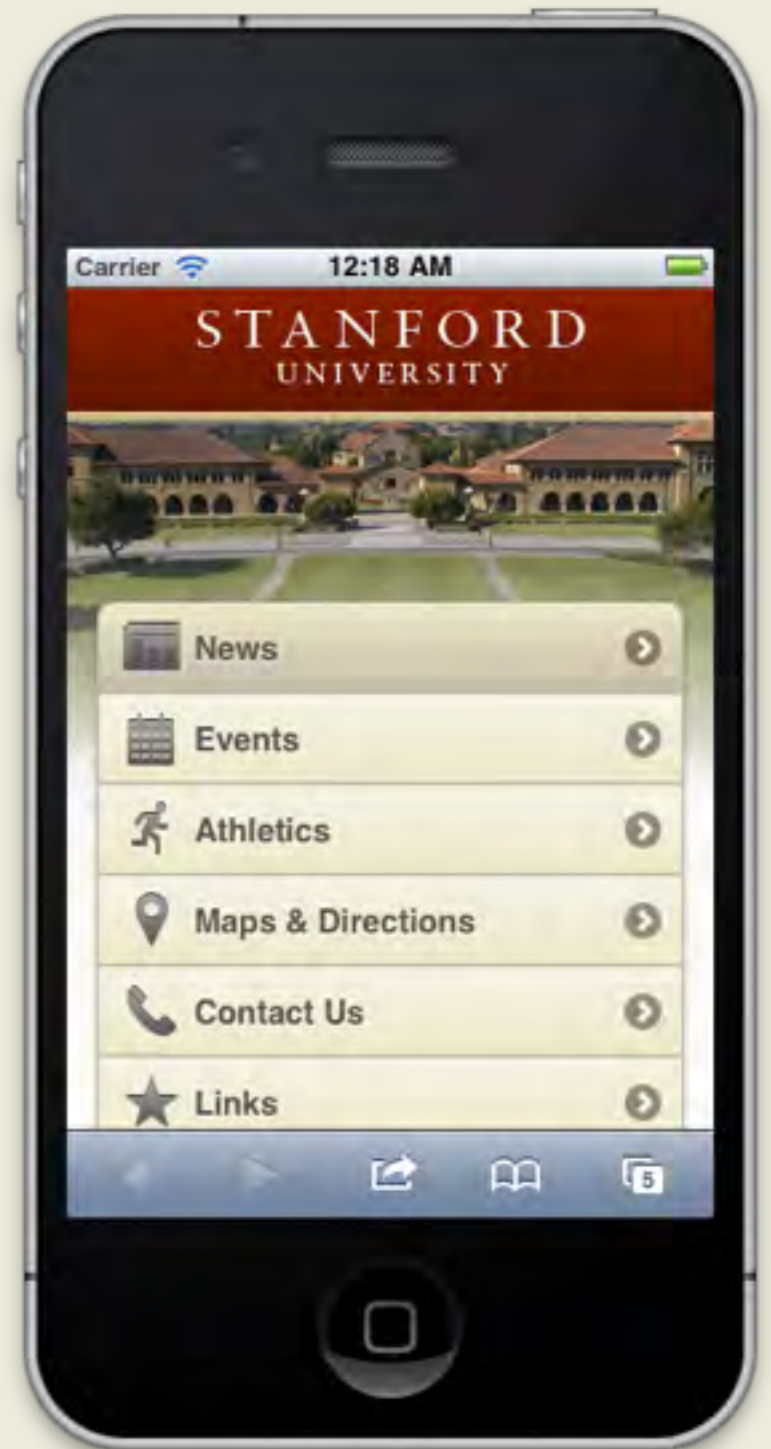 Carrier 12:18 AM
STANFORD
UNIVERSITY
News
Events
Athletics
Maps & Directions
Contact Us
Links
5